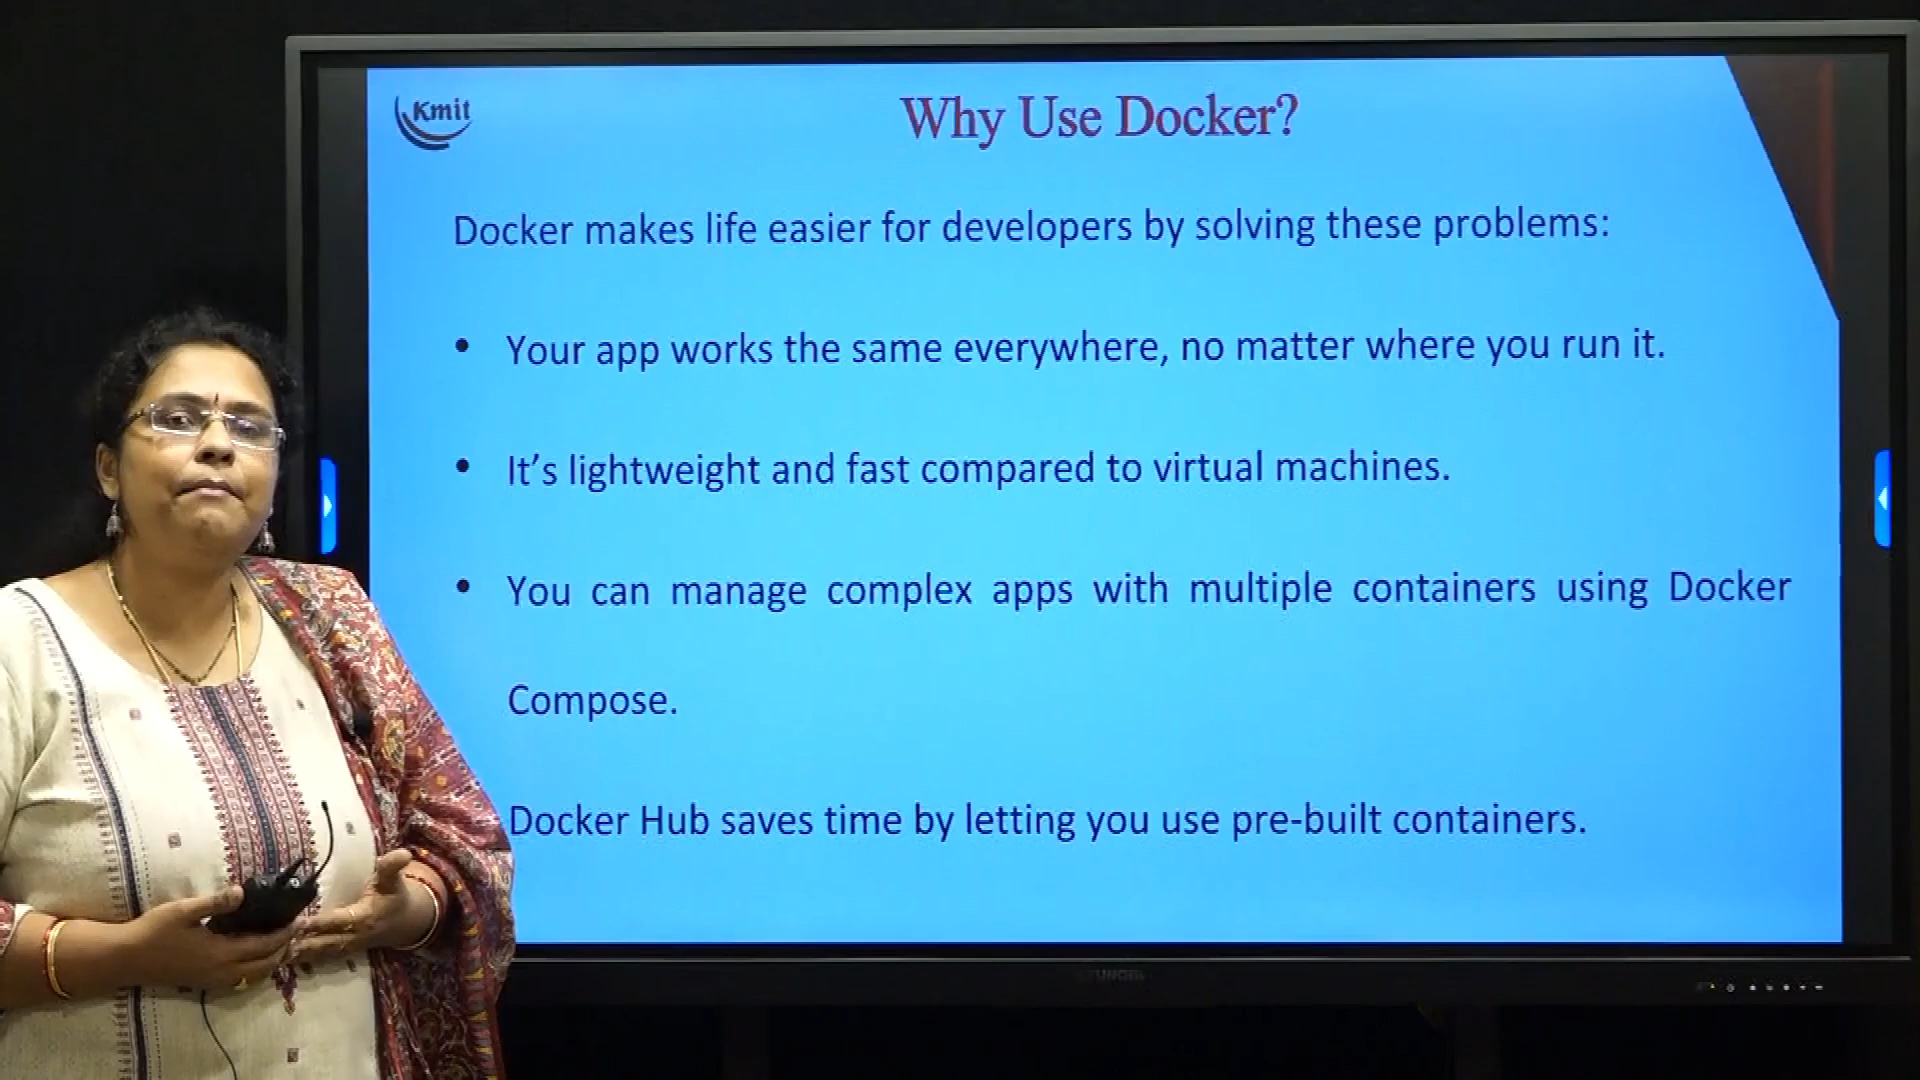 Kmit
Why Use Docker?
Docker makes life easier for developers by solving these problems:
• Your app works the same everywhere, no matter where you run it.
• It’s lightweight and fast compared to virtual machines.
• You can manage complex apps with multiple containers using Docker
Compose.
Docker Hub saves time by letting you use pre-built containers.